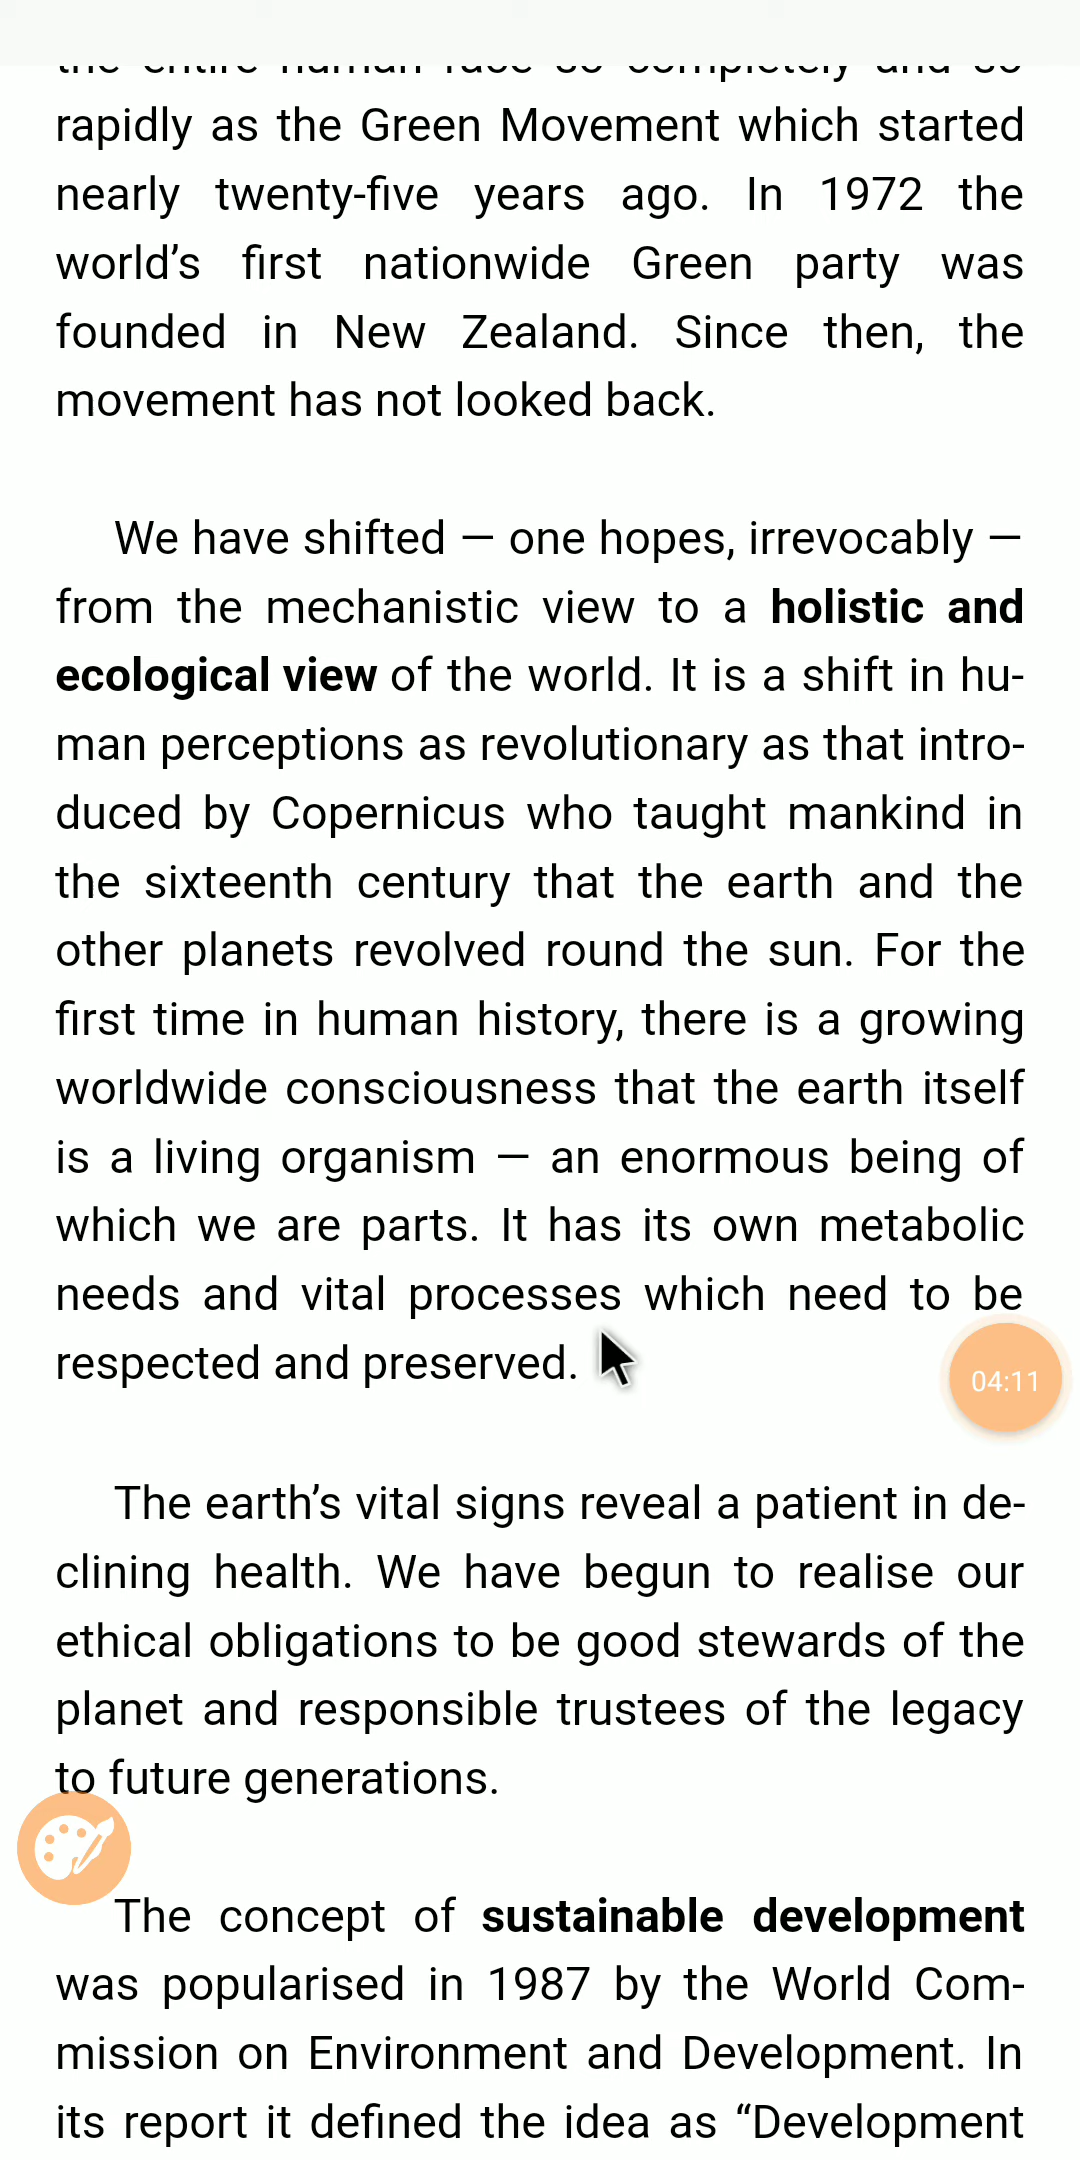 the entire human race so completely and so
rapidly as the Green Movement which started
nearly twenty-five years ago. In 1972 the
world’s first nationwide Green party was
founded in New Zealand. Since then, the
movement has not looked back.
We have shifted — one hopes, irrevocably —
from the mechanistic view to a holistic and
ecological view of the world. It is a shift in hu-
man perceptions as revolutionary as that intro-
duced by Copernicus who taught mankind in
the sixteenth century that the earth and the
other planets revolved round the sun. For the
first time in human history, there is a growing
worldwide consciousness that the earth itself
is a living organism — an enormous being of
which we are parts. It has its own metabolic
needs and vital processes which need to be
respected and preserved.
04:11
The earth’s vital signs reveal a patient in de-
clining health. We have begun to realise our
ethical obligations to be good stewards of the
planet and responsible trustees of the legacy
to future generations.
The concept of sustainable development
was popularised in 1987 by the World Com-
mission on Environment and Development. In
its report it defined the idea as “Development